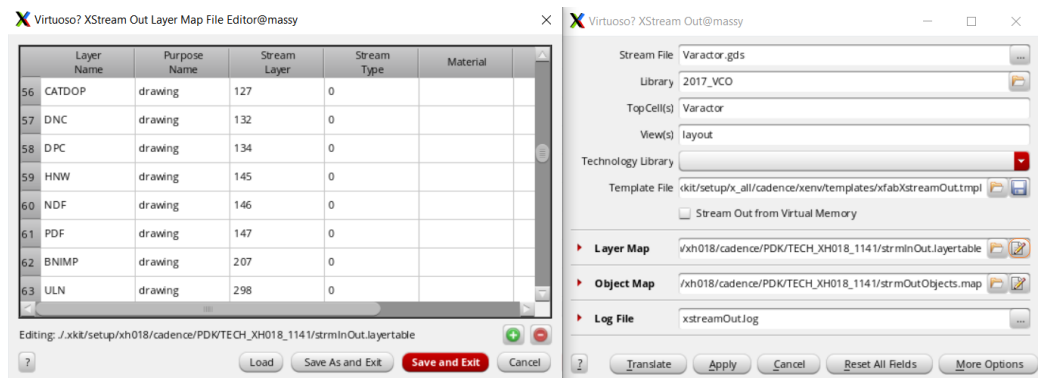 Virtuoso? XStream Out Layer Map File Editor@massy
Layer Name Purpose Name Stream Layer Stream Type Material
56 CATDOP drawing 127 0
57 DNC drawing 132 0
58 DPC drawing 134 0
59 HNW drawing 145 0
60 NDF drawing 146 0
61 PDF drawing 147 0
62 BNIMP drawing 207 0
63 ULN drawing 298 0
Editing: ./.xkit/setup/xh018/cadence/PDK/TECH_XH018_1141/strmInOut.layertable
? Load Save As and Exit Save and Exit Cancel
Virtuoso? XStream Out@massy
Stream File Varactor.gds ...
Library 2017_VCO
TopCell(s) Varactor
View(s) layout
Technology Library
Template File kit/setup/x_all/cadence/xenv/templates/xfabXstreamOut.tmpl
Stream Out from Virtual Memory
Layer Map /xh018/cadence/PDK/TECH_XH018_1141/strmInOut.layertable
Object Map /xh018/cadence/PDK/TECH_XH018_1141/strmOutObjects.map
Log File xstreamOut.log ...
? Translate Apply Cancel Reset All Fields More Options